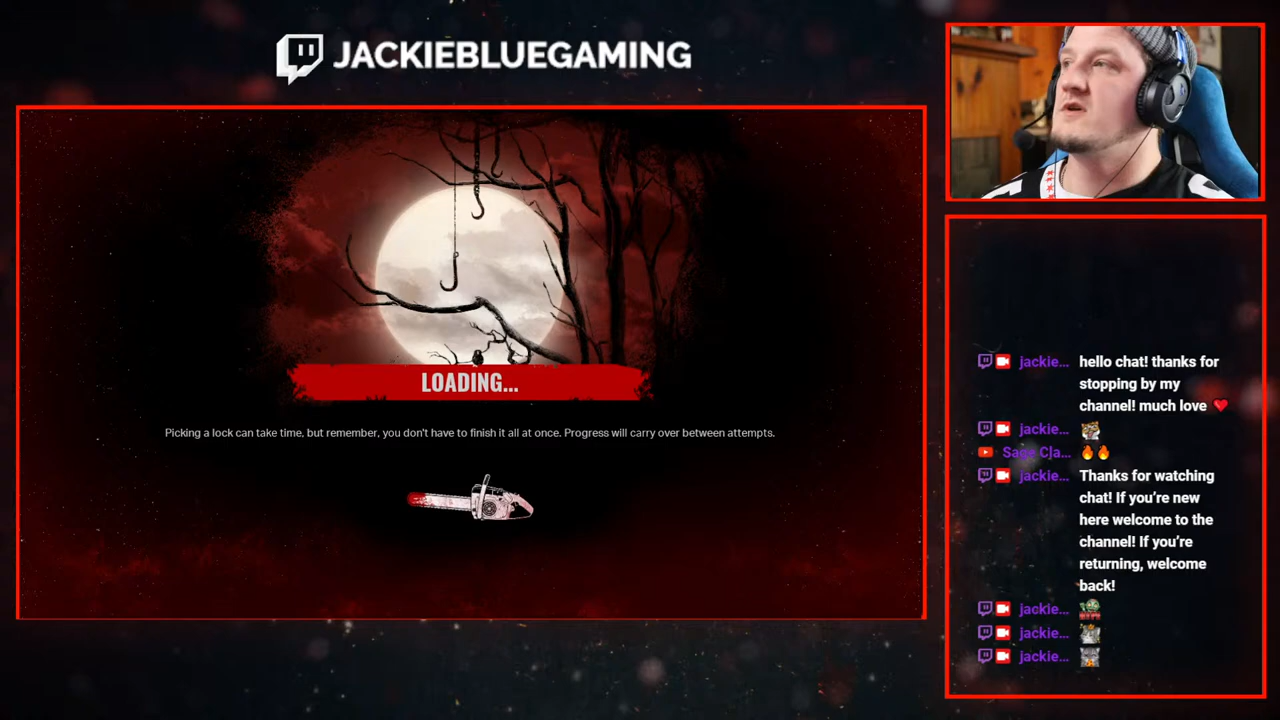 JACKIEBLUEGAMING
LOADING...
Picking a lock can take time, but remember, you don't have to finish it all at once. Progress will carry over between attempts.
jackie... hello chat! thanks for
stopping by my
channel! much love
jackie...
Sage Cla...
jackie... Thanks for watching
chat! If you’re new
here welcome to the
channel! If you’re
returning, welcome
back!
jackie...
jackie...
jackie...